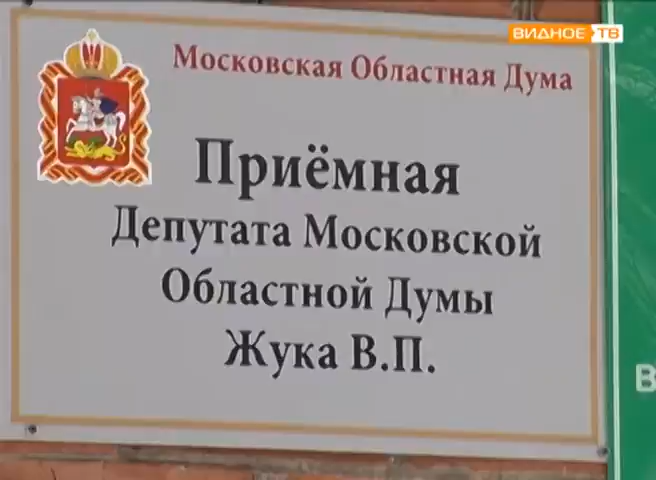 ВИДНОЕ ТВ
Московская Областная Дума
Приёмная
Депутата Московской
Областной Думы
Жука В.П.
В